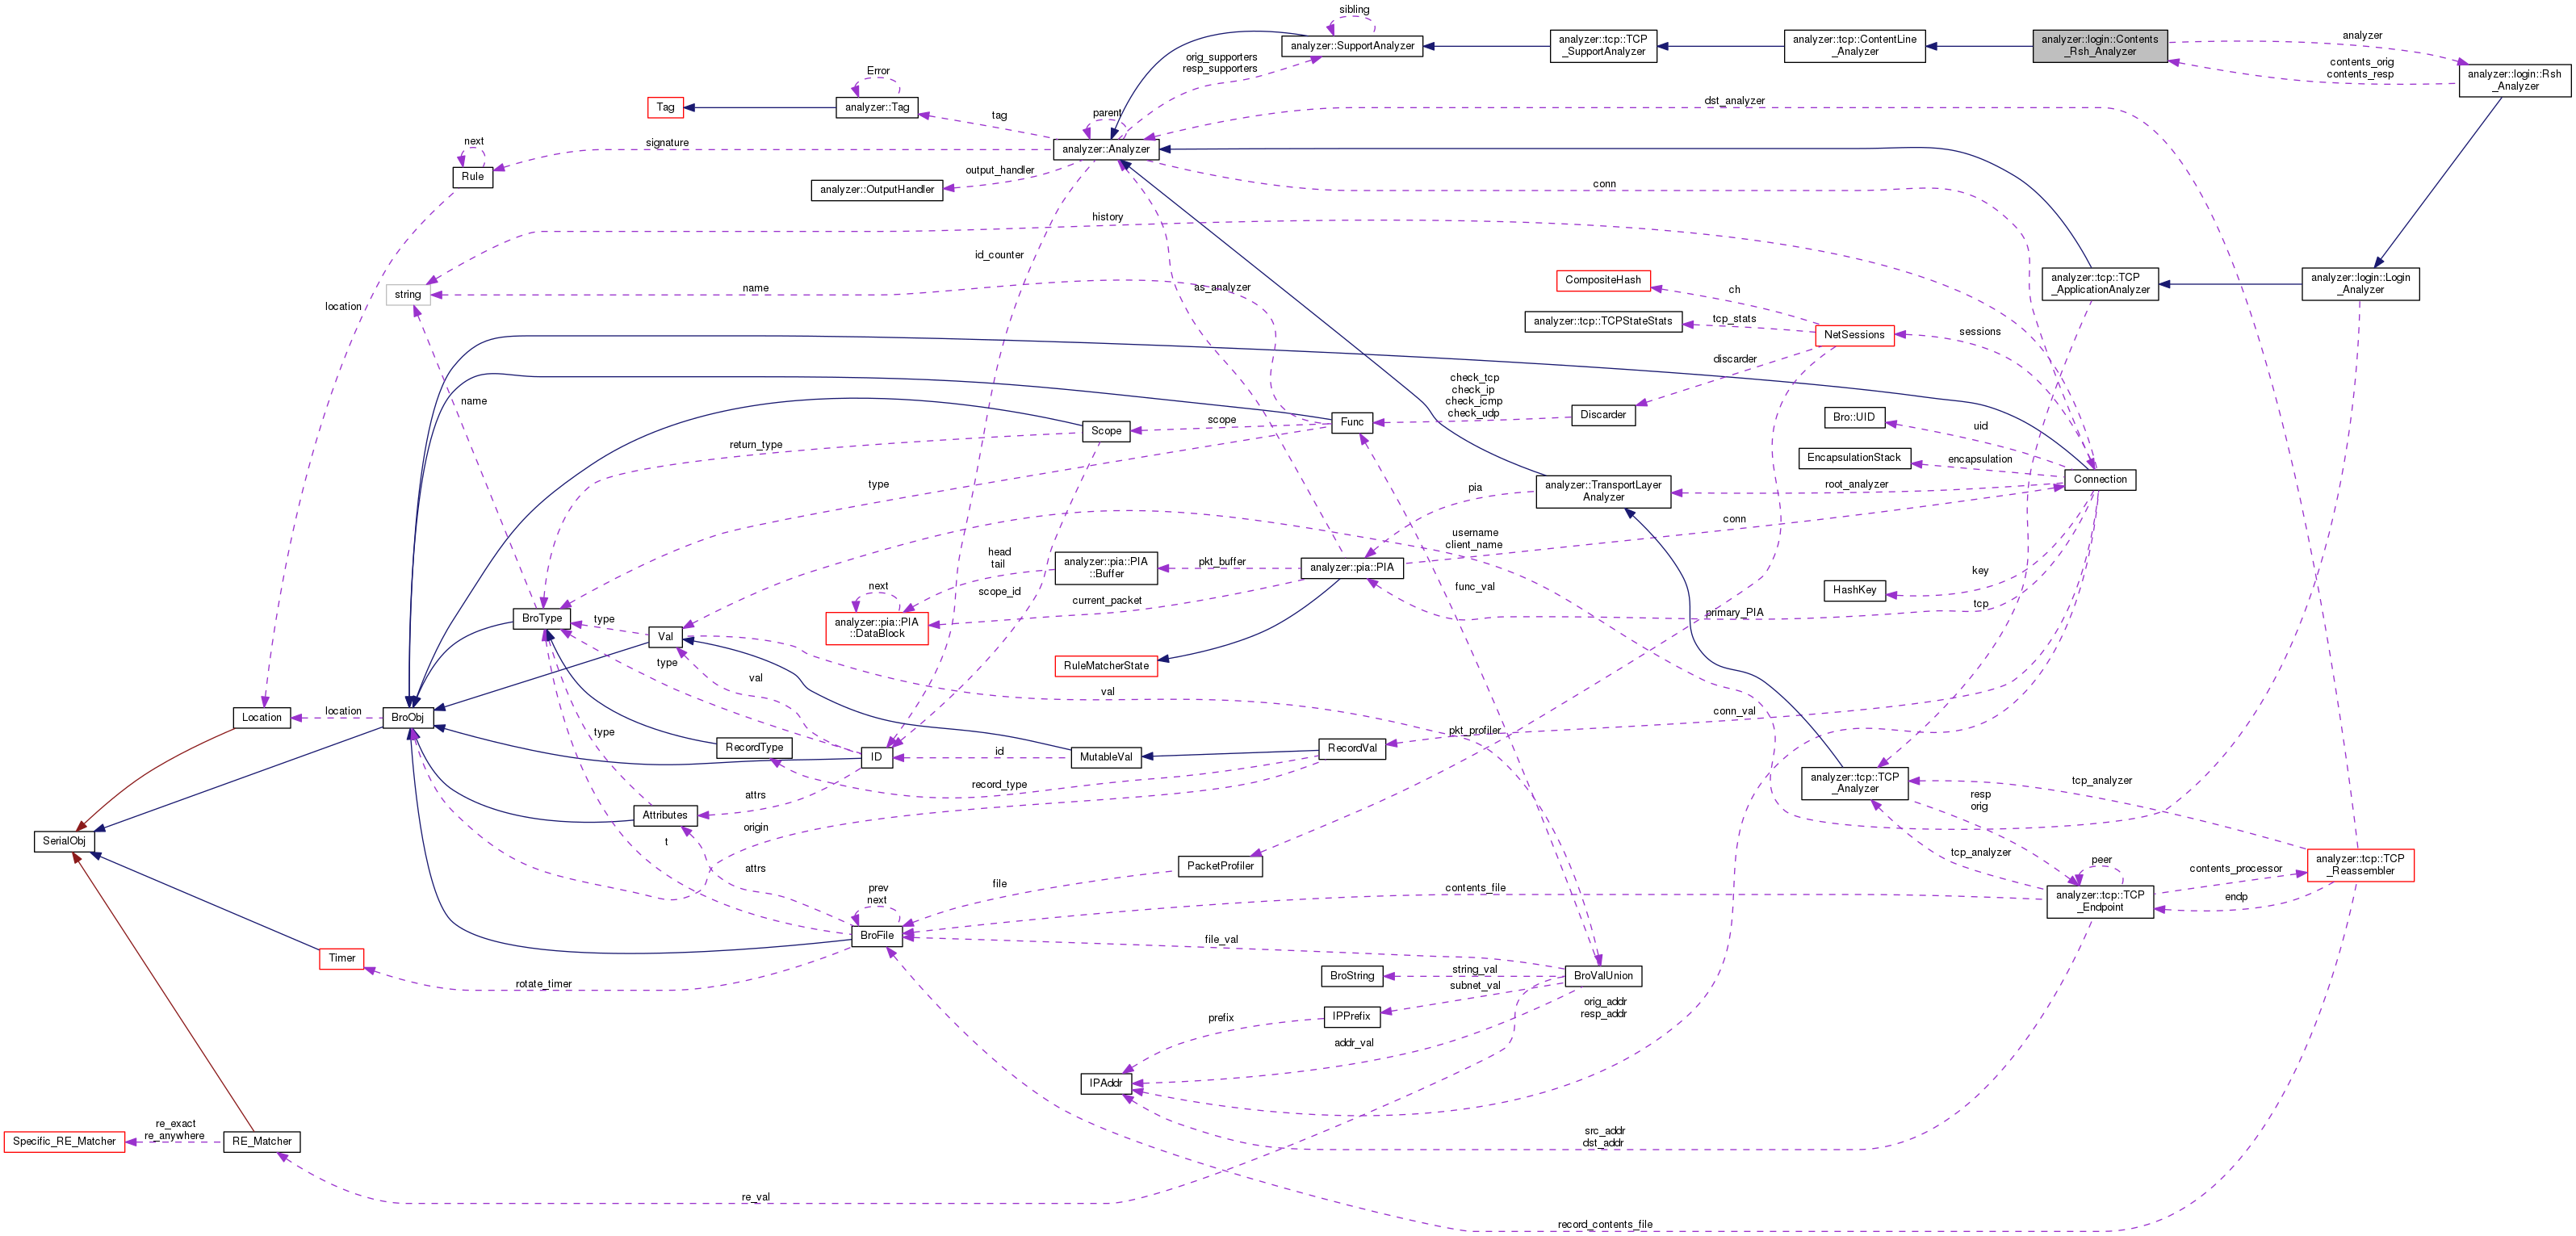 sibling
analyzer::SupportAnalyzer
analyzer::tcp::TCP
_SupportAnalyzer
analyzer::tcp::ContentLine
_Analyzer
analyzer::login::Contents
_Rsh_Analyzer
analyzer
contents_orig
contents_resp
analyzer::login::Rsh
_Analyzer
orig_supporters
resp_supporters
Error
Tag
analyzer::Tag
tag
parent
dst_analyzer
analyzer::Analyzer
next
signature
Rule
output_handler
analyzer::OutputHandler
conn
history
id_counter
string
name
location
as_analyzer
CompositeHash
ch
analyzer::tcp::TCPStateStats
tcp_stats
NetSessions
sessions
analyzer::tcp::TCP
_ApplicationAnalyzer
analyzer::login::Login
_Analyzer
discarder
check_tcp
check_ip
check_icmp
check_udp
Discarder
name
return_type
Scope
scope
Func
type
Bro::UID
uid
EncapsulationStack
encapsulation
Connection
root_analyzer
analyzer::TransportLayer
Analyzer
pia
conn
username
client_name
head
tail
analyzer::pia::PIA
::Buffer
pkt_buffer
analyzer::pia::PIA
scope_id
next
current_packet
func_val
HashKey
key
primary_PIA
tcp
BroType
type
Val
analyzer::pia::PIA
::DataBlock
type
val
RuleMatcherState
val
Location
location
BroObj
conn_val
type
RecordType
ID
id
MutableVal
RecordVal
pkt_profiler
record_type
attrs
analyzer::tcp::TCP
_Analyzer
tcp_analyzer
resp
orig
Attributes
origin
SerialObj
t
attrs
PacketProfiler
file
tcp_analyzer
peer
contents_processor
analyzer::tcp::TCP
_Reassembler
prev
next
contents_file
analyzer::tcp::TCP
_Endpoint
endp
BroFile
file_val
Timer
rotate_timer
BroString
string_val
subnet_val
BroValUnion
prefix
IPPrefix
orig_addr
resp_addr
addr_val
IPAddr
re_exact
re_anywhere
Specific_RE_Matcher
RE_Matcher
src_addr
dst_addr
re_val
record_contents_file